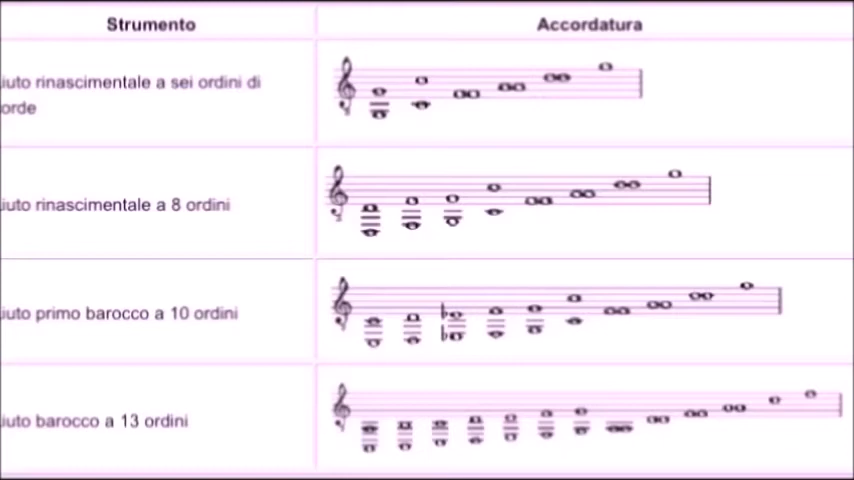 Strumento Accordatura
iuto rinascimentale a sei ordini di
orde
iuto rinascimentale a 8 ordini
iuto primo barocco a 10 ordini
iuto barocco a 13 ordini